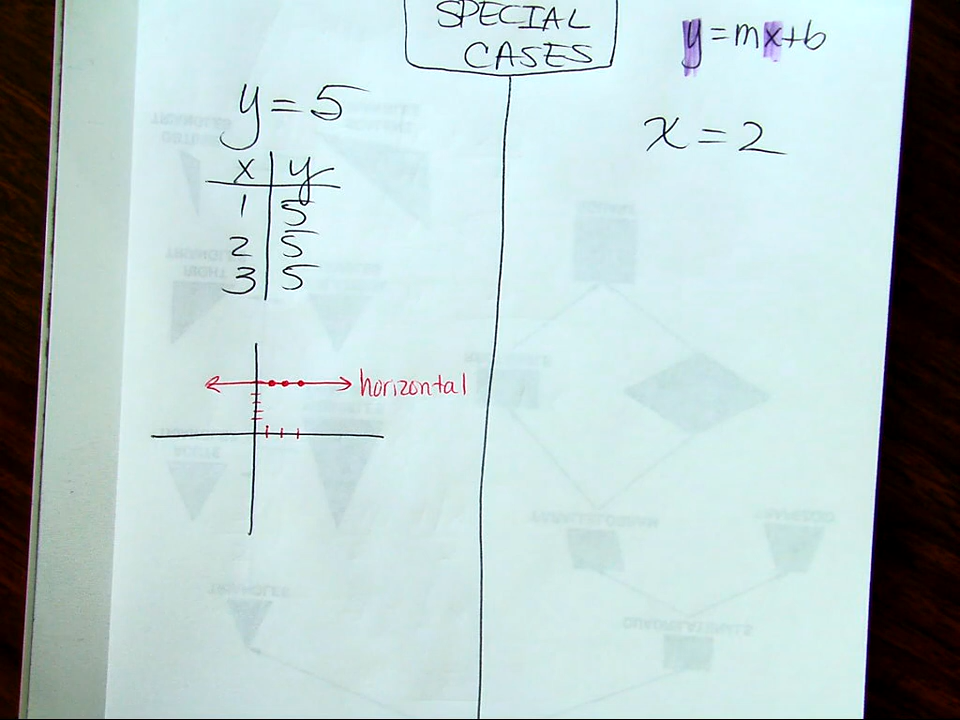 SPECIAL
CASES
y = mx+b
y = 5
x y
1 5
2 5
3 5
horizontal
x = 2